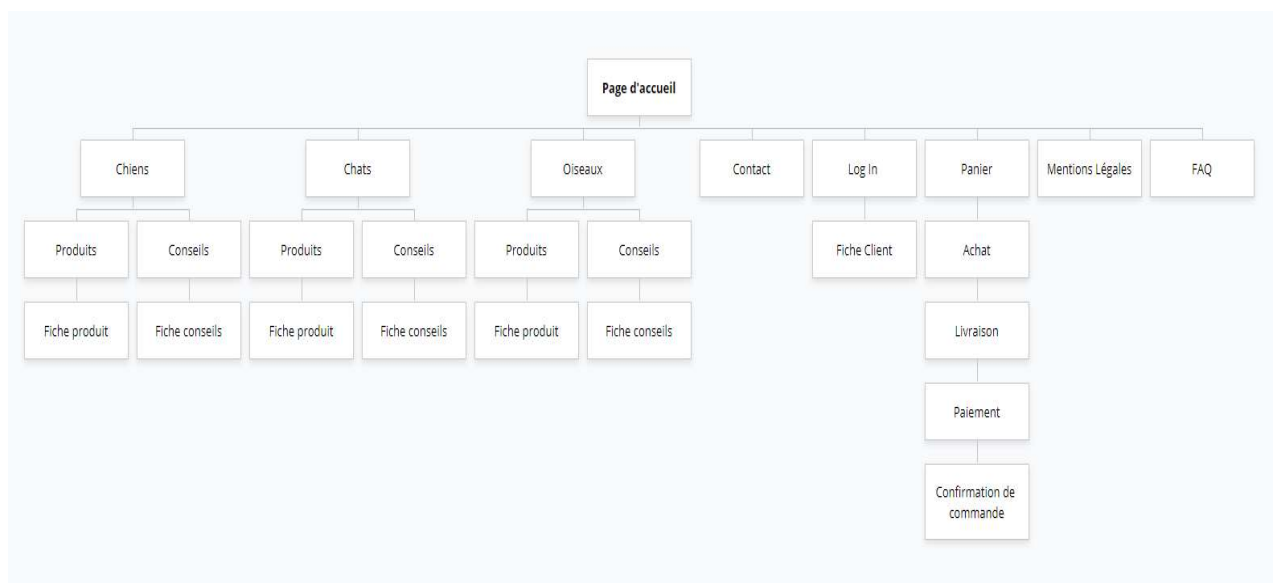 Page d'accueil
Chiens
Chats
Oiseaux
Contact
Log In
Panier
Mentions Légales
FAQ
Produits
Conseils
Produits
Conseils
Produits
Conseils
Fiche Client
Achat
Fiche produit
Fiche conseils
Fiche produit
Fiche conseils
Fiche produit
Fiche conseils
Livraison
Paiement
Confirmation de
commande